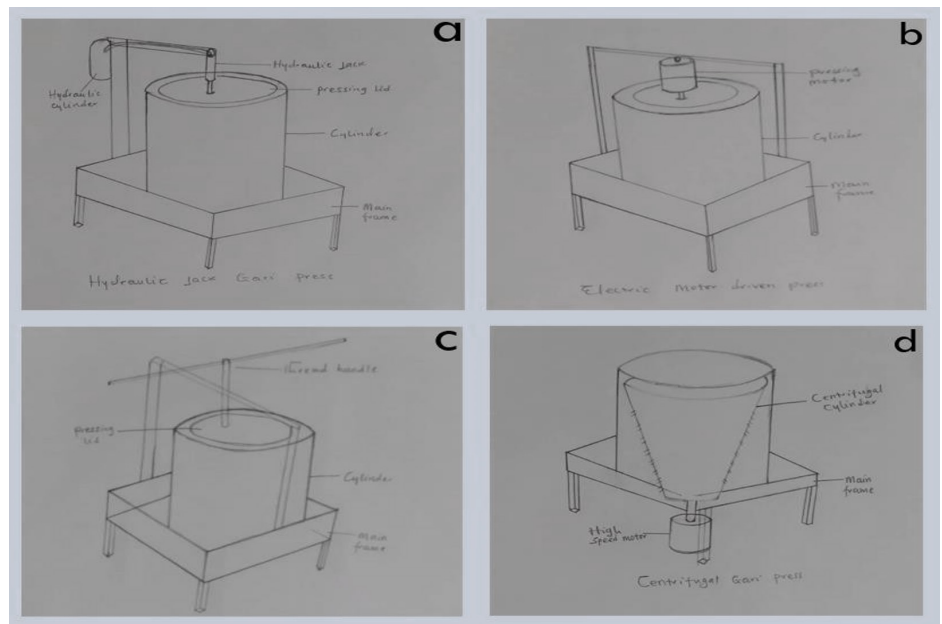 a
Hydraulic Jack
Hydraulic
cylinder
pressing lid
Cylinder
Main
frame
Hydraulic Jack Gari press
b
pressing
motor
Cylinder
Main
frame
Electric Motor driven press
c
thread handle
pressing
lid
Cylinder
Main
frame
d
Centrifugal
Cylinder
Main
frame
High
Speed motor
Centrifugal Gari press